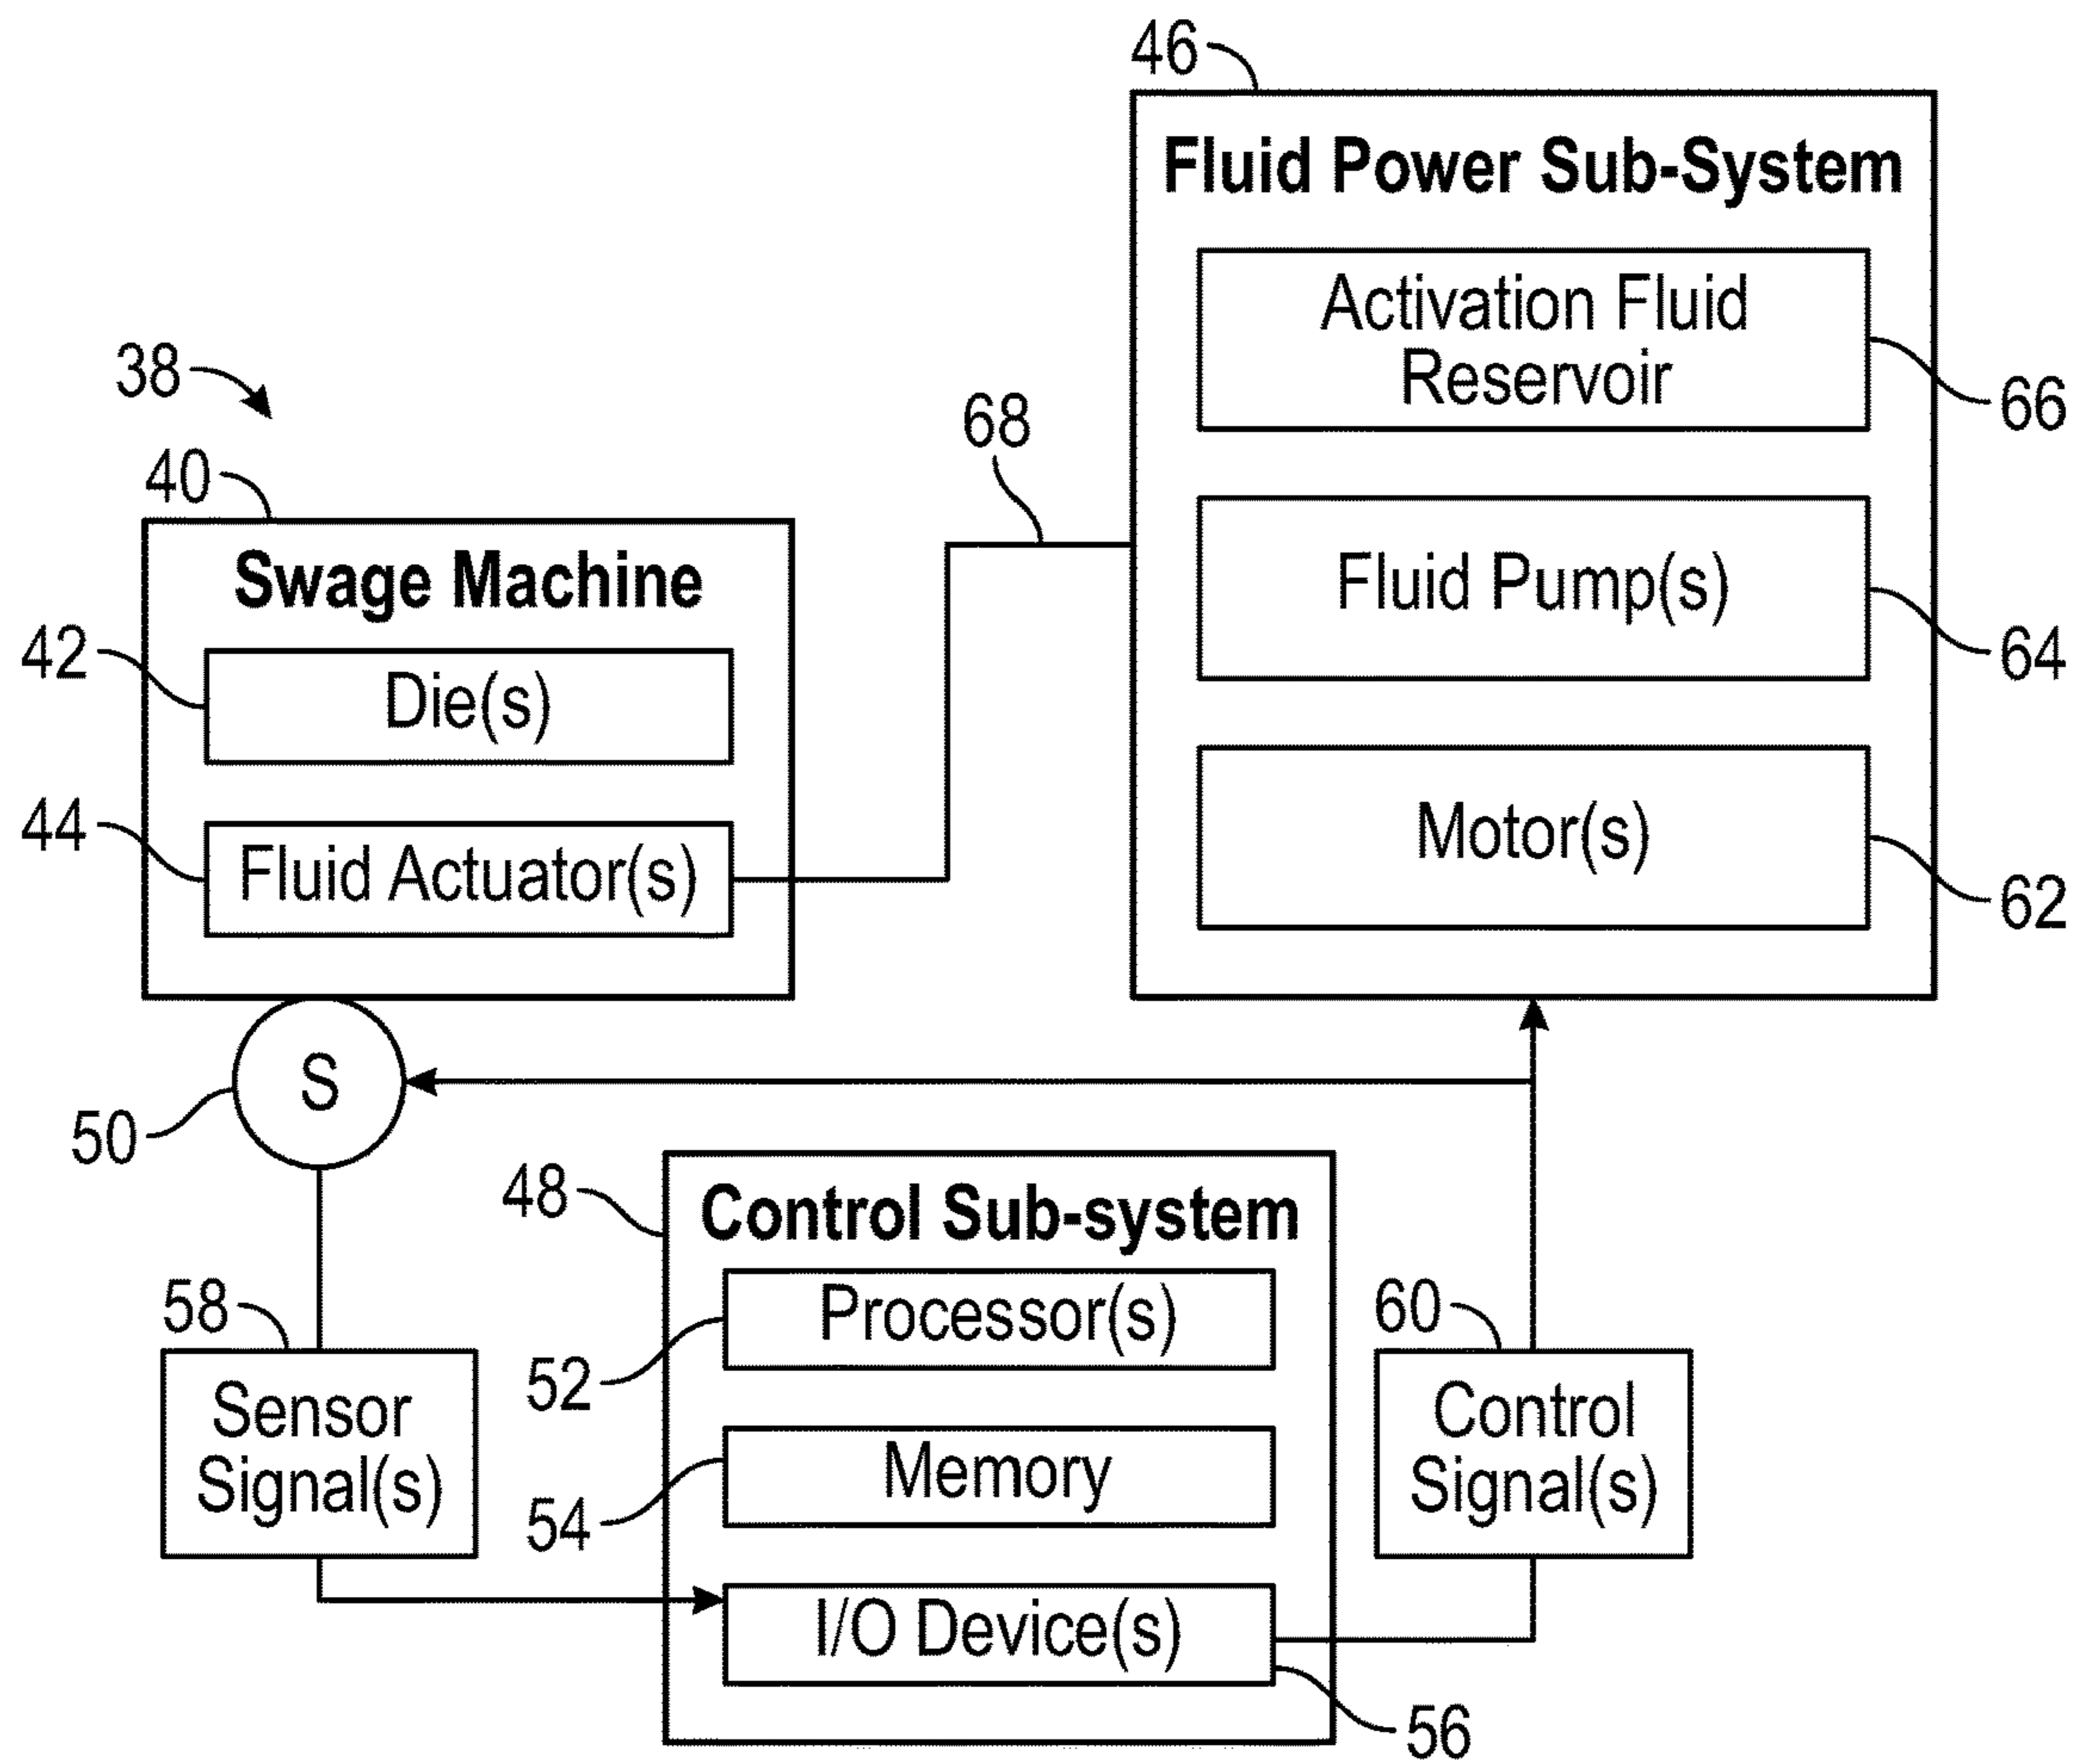 46
Fluid Power Sub-System
Activation Fluid
Reservoir
66
Fluid Pump(s)
64
Motor(s)
62
38
68
40
Swage Machine
42
Die(s)
44
Fluid Actuator(s)
S
50
48
Control Sub-system
Processor(s)
52
Memory
54
I/O Device(s)
56
58
Sensor
Signal(s)
60
Control
Signal(s)